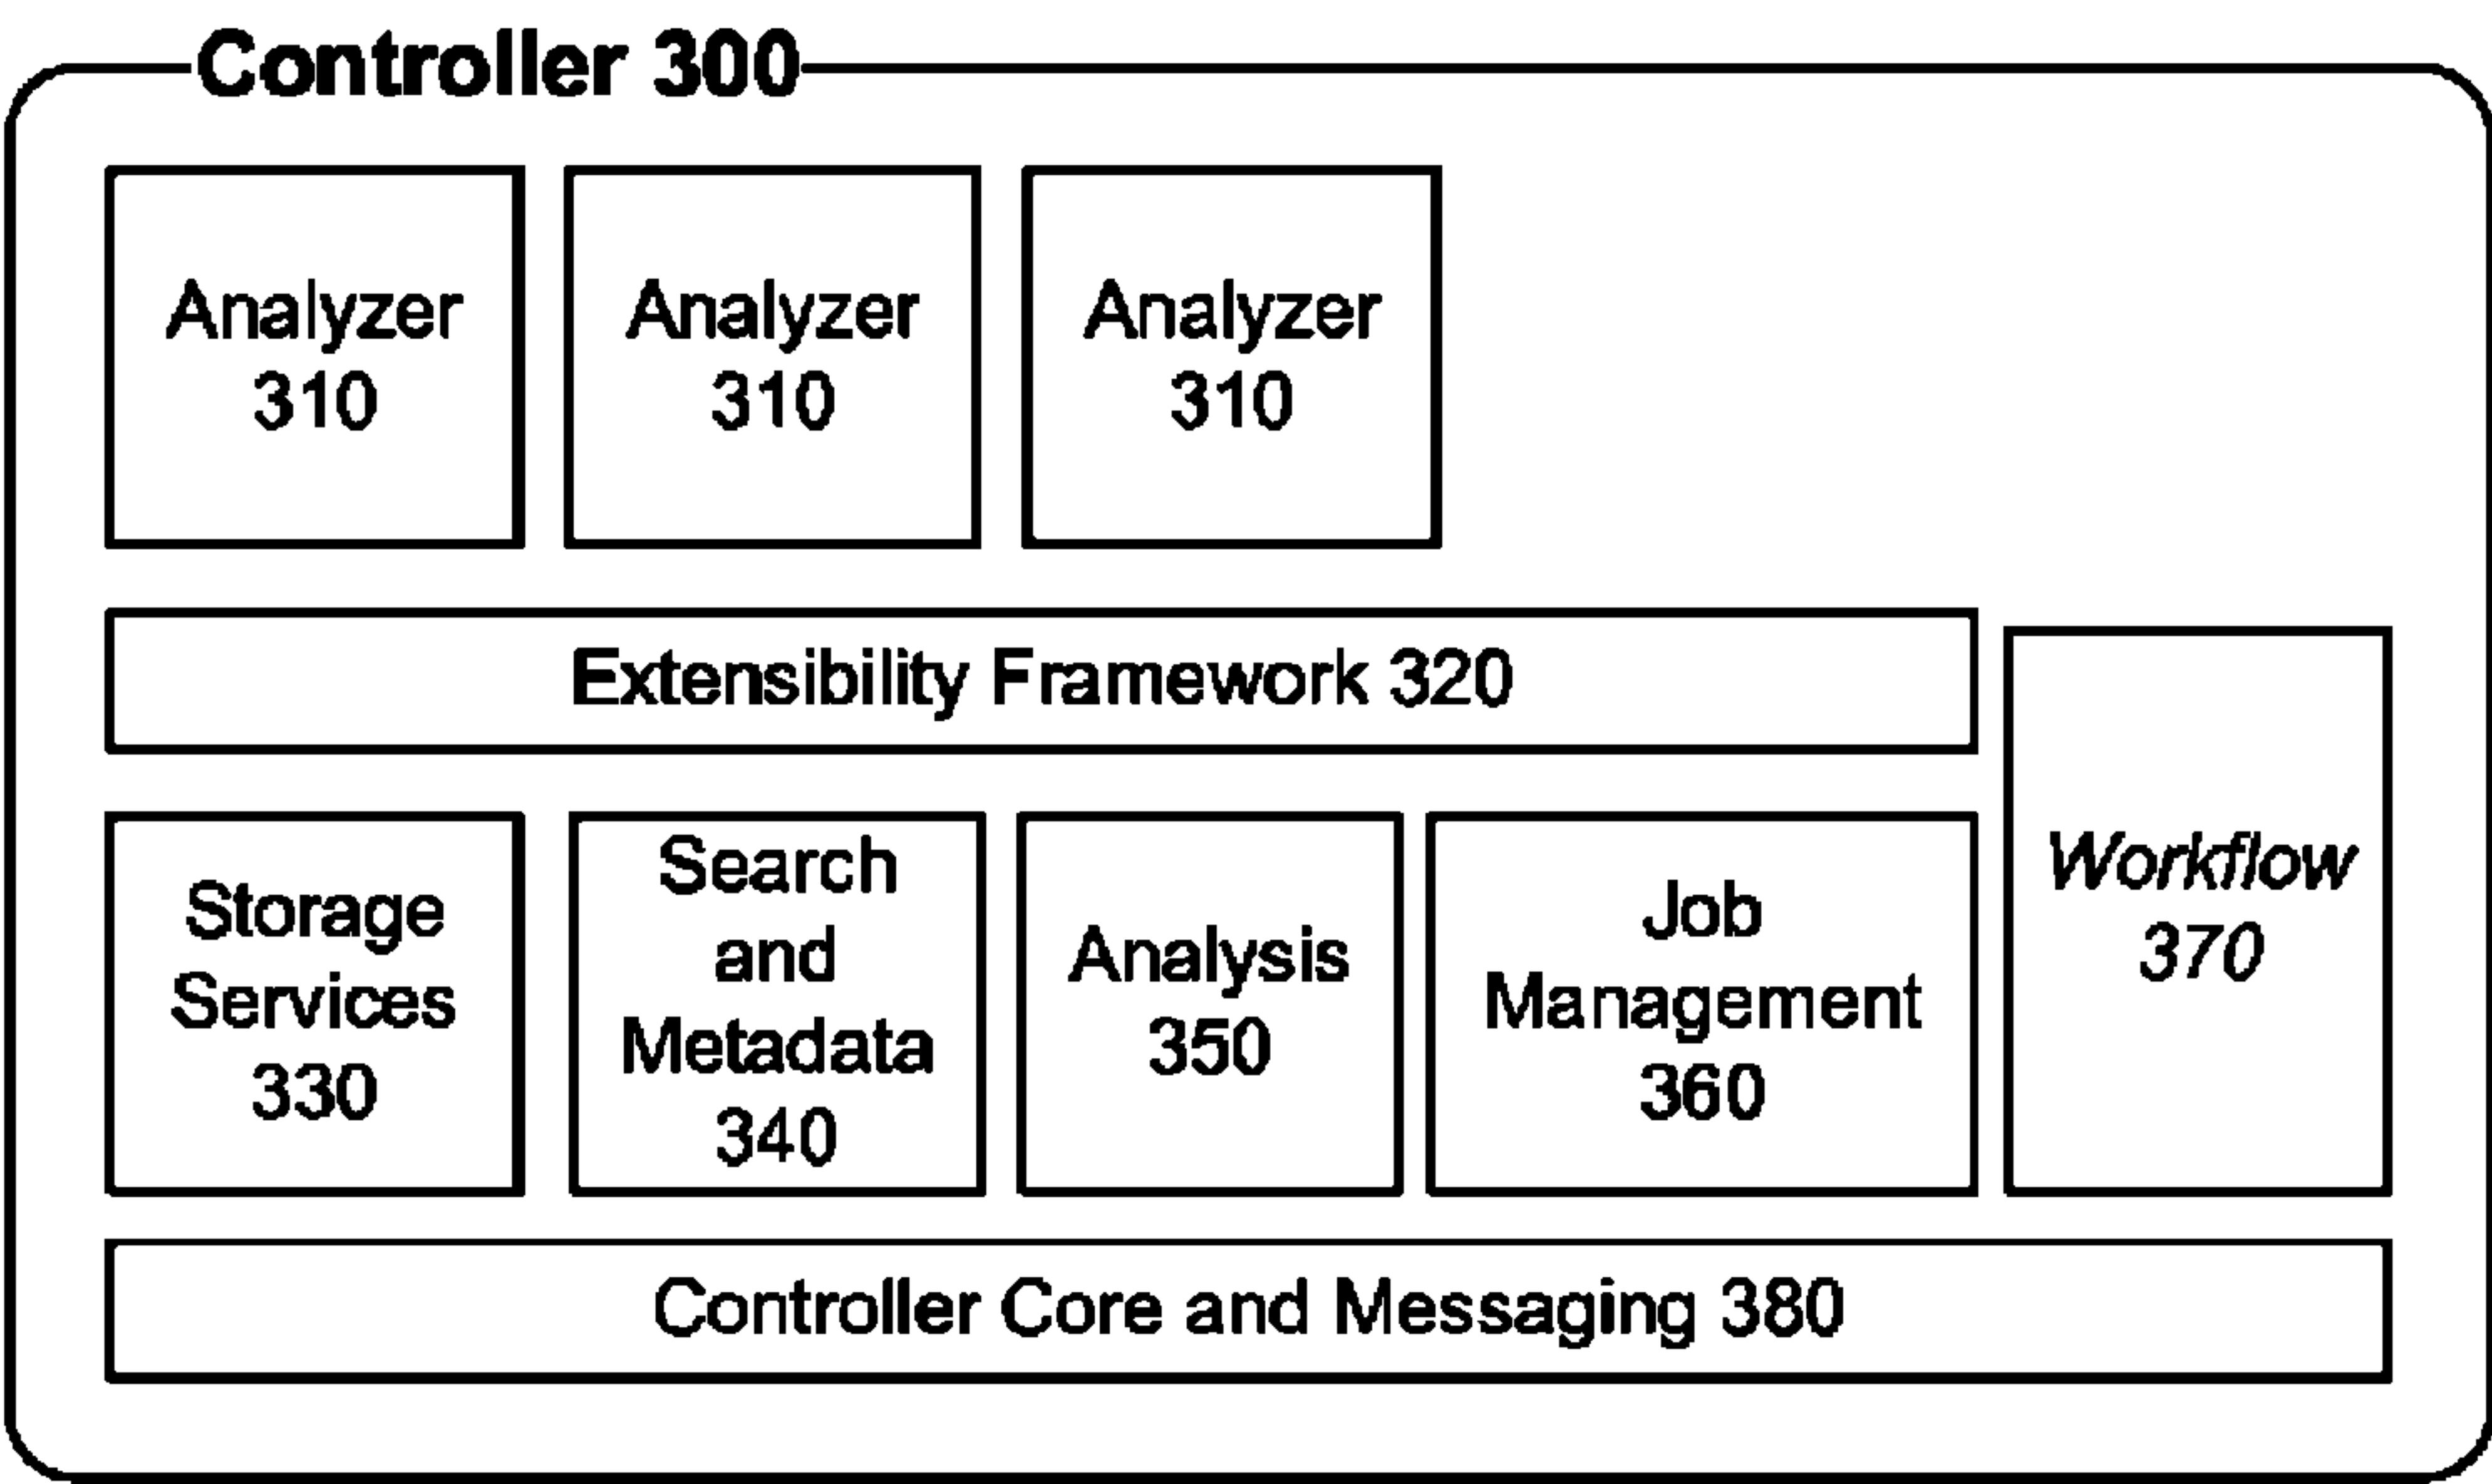 Controller 300
Analyzer
310
Analyzer
310
Analyzer
310
Extensibility Framework 320
Storage
Services
330
Search
and
Metadata
340
Analysis
350
Job
Management
360
Workflow
370
Controller Core and Messaging 380